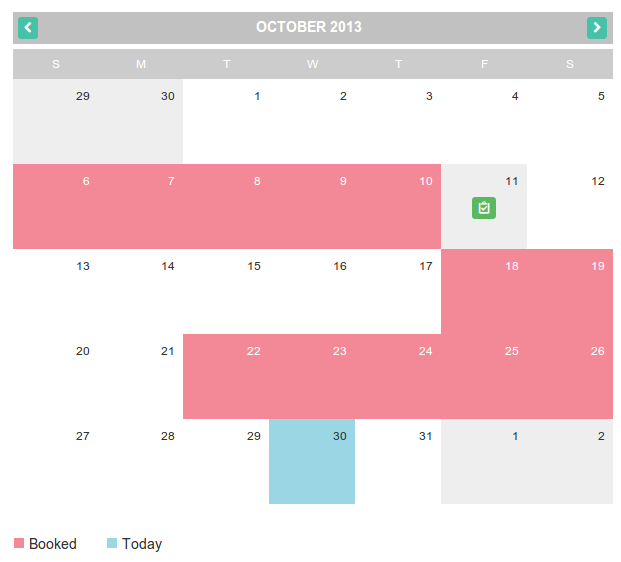 OCTOBER 2013
S M T W T F S
29 30 1 2 3 4 5
6 7 8 9 10 11 12
13 14 15 16 17 18 19
20 21 22 23 24 25 26
27 28 29 30 31 1 2
Booked Today